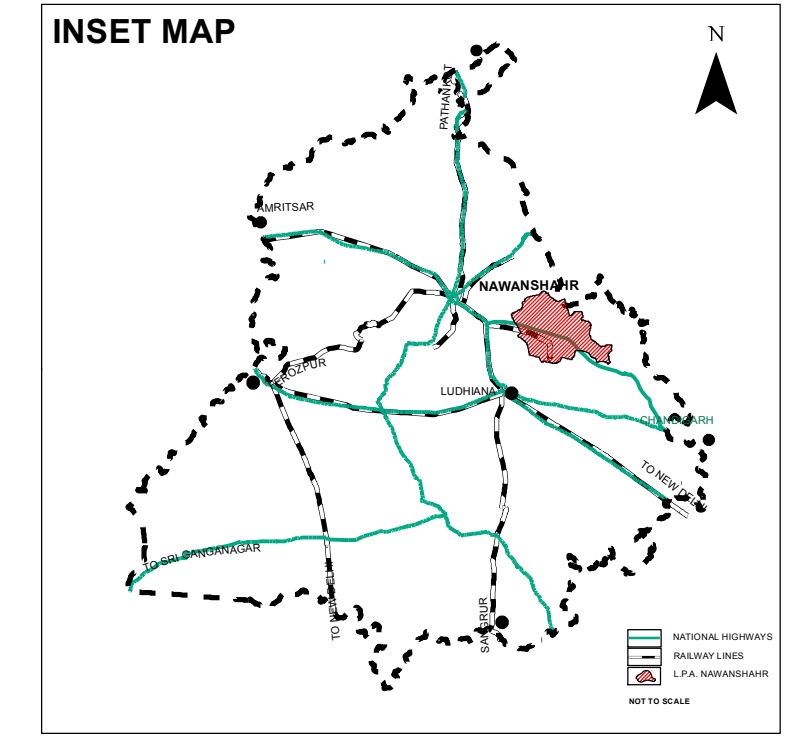 INSET MAP
N
PATHANKOT
AMRITSAR
NAWANSHAHR
FEROZPUR
LUDHIANA
CHANDIGARH
TO NEW DELHI
TO SRI GANGANAGAR
TO NEW DELHI
SANGRUR
NATIONAL HIGHWAYS
RAILWAY LINES
L.P.A. NAWANSHAHR
NOT TO SCALE